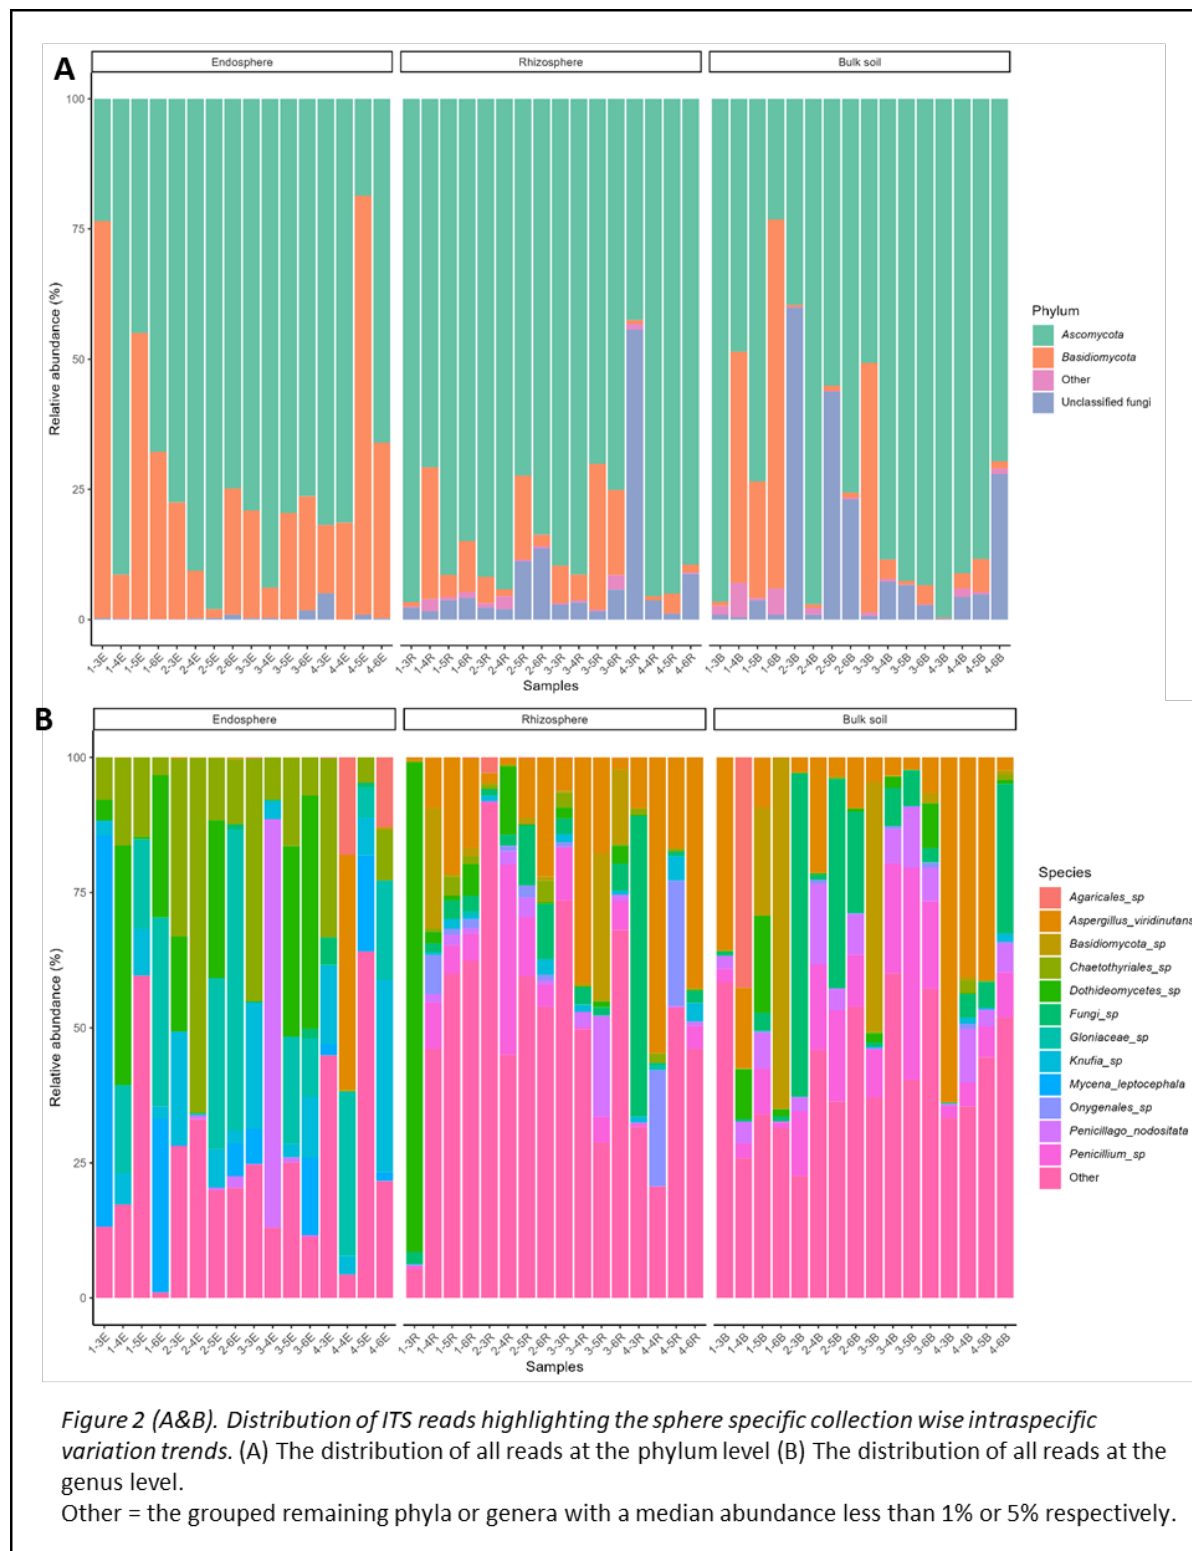 A
Endosphere
Rhizosphere
Bulk soil
100
75
50
25
0
Relative abundance (%)
1-3E 1-4E 1-5E 1-6E 2-3E 2-4E 2-5E 2-6E 3-3E 3-4E 3-5E 3-6E 4-3E 4-4E 4-5E 4-6E
1-3R 1-4R 1-5R 1-6R 2-3R 2-4R 2-5R 2-6R 3-3R 3-4R 3-5R 3-6R 4-3R 4-4R 4-5R 4-6R
1-3B 1-4B 1-5B 1-6B 2-3B 2-4B 2-5B 2-6B 3-3B 3-4B 3-5B 3-6B 4-3B 4-4B 4-5B 4-6B
Samples
Phylum
Ascomycota
Basidiomycota
Other
Unclassified fungi
B
Endosphere
Rhizosphere
Bulk soil
100
75
50
25
0
Relative abundance (%)
1-3E 1-4E 1-5E 1-6E 2-3E 2-4E 2-5E 2-6E 3-3E 3-4E 3-5E 3-6E 4-3E 4-4E 4-5E 4-6E
1-3R 1-4R 1-5R 1-6R 2-3R 2-4R 2-5R 2-6R 3-3R 3-4R 3-5R 3-6R 4-3R 4-4R 4-5R 4-6R
1-3B 1-4B 1-5B 1-6B 2-3B 2-4B 2-5B 2-6B 3-3B 3-4B 3-5B 3-6B 4-3B 4-4B 4-5B 4-6B
Samples
Species
Agaricales_sp
Aspergillus_viridinutans
Basidiomycota_sp
Chaetothyriales_sp
Dothideomycetes_sp
Fungi_sp
Gloniaceae_sp
Knufia_sp
Mycena_leptocephala
Onygenales_sp
Penicillago_nodositata
Penicillium_sp
Other
Figure 2 (A&B). Distribution of ITS reads highlighting the sphere specific collection wise intraspecific
variation trends. (A) The distribution of all reads at the phylum level (B) The distribution of all reads at the
genus level.
Other = the grouped remaining phyla or genera with a median abundance less than 1% or 5% respectively.